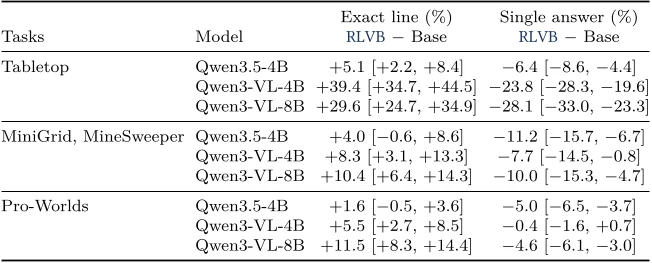 Exact line (%) Single answer (%)
Tasks Model RLVB − Base RLVB − Base
Tabletop Qwen3.5-4B +5.1 [+2.2, +8.4] −6.4 [−8.6, −4.4]
Qwen3-VL-4B +39.4 [+34.7, +44.5] −23.8 [−28.3, −19.6]
Qwen3-VL-8B +29.6 [+24.7, +34.9] −28.1 [−33.0, −23.3]
MiniGrid, MineSweeper Qwen3.5-4B +4.0 [−0.6, +8.6] −11.2 [−15.7, −6.7]
Qwen3-VL-4B +8.3 [+3.1, +13.3] −7.7 [−14.5, −0.8]
Qwen3-VL-8B +10.4 [+6.4, +14.3] −10.0 [−15.3, −4.7]
Pro-Worlds Qwen3.5-4B +1.6 [−0.5, +3.6] −5.0 [−6.5, −3.7]
Qwen3-VL-4B +5.5 [+2.7, +8.5] −0.4 [−1.6, +0.7]
Qwen3-VL-8B +11.5 [+8.3, +14.4] −4.6 [−6.1, −3.0]